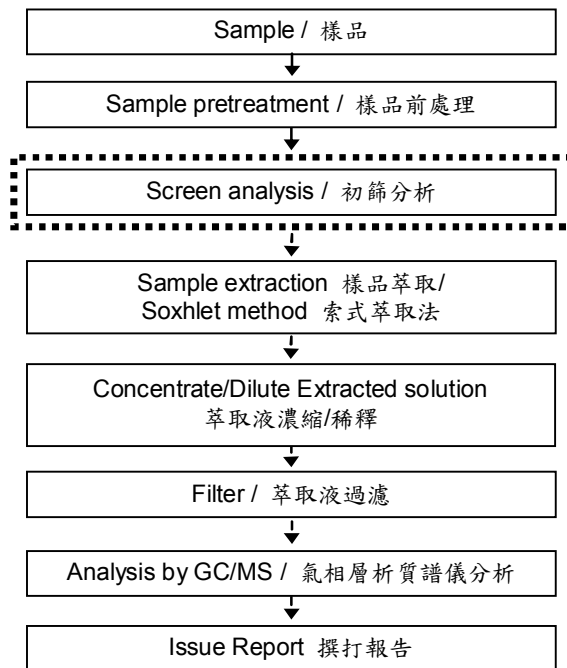 Sample / 樣品
Sample pretreatment / 樣品前處理
Screen analysis / 初篩分析
Sample extraction 樣品萃取/
Soxhlet method 索式萃取法
Concentrate/Dilute Extracted solution
萃取液濃縮/稀釋
Filter / 萃取液過濾
Analysis by GC/MS / 氣相層析質譜儀分析
Issue Report 撰打報告